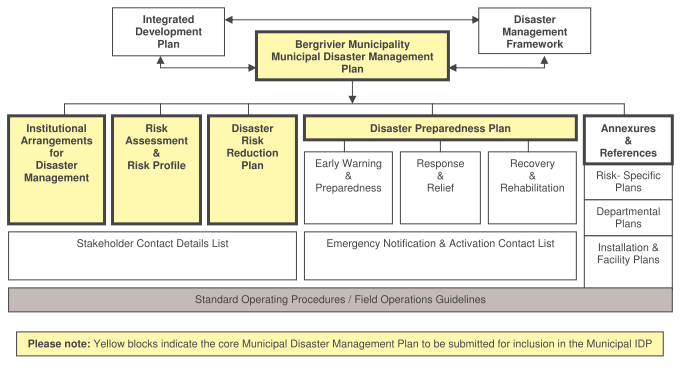 Integrated
Development
Plan
Disaster
Management
Framework
Bergrivier Municipality
Municipal Disaster Management
Plan
Institutional
Arrangements
for
Disaster
Management
Risk
Assessment
&
Risk Profile
Disaster
Risk
Reduction
Plan
Disaster Preparedness Plan
Early Warning
&
Preparedness
Response
&
Relief
Recovery
&
Rehabilitation
Annexures
&
References
Risk- Specific
Plans
Departmental
Plans
Installation &
Facility Plans
Stakeholder Contact Details List
Emergency Notification & Activation Contact List
Standard Operating Procedures / Field Operations Guidelines
Please note: Yellow blocks indicate the core Municipal Disaster Management Plan to be submitted for inclusion in the Municipal IDP